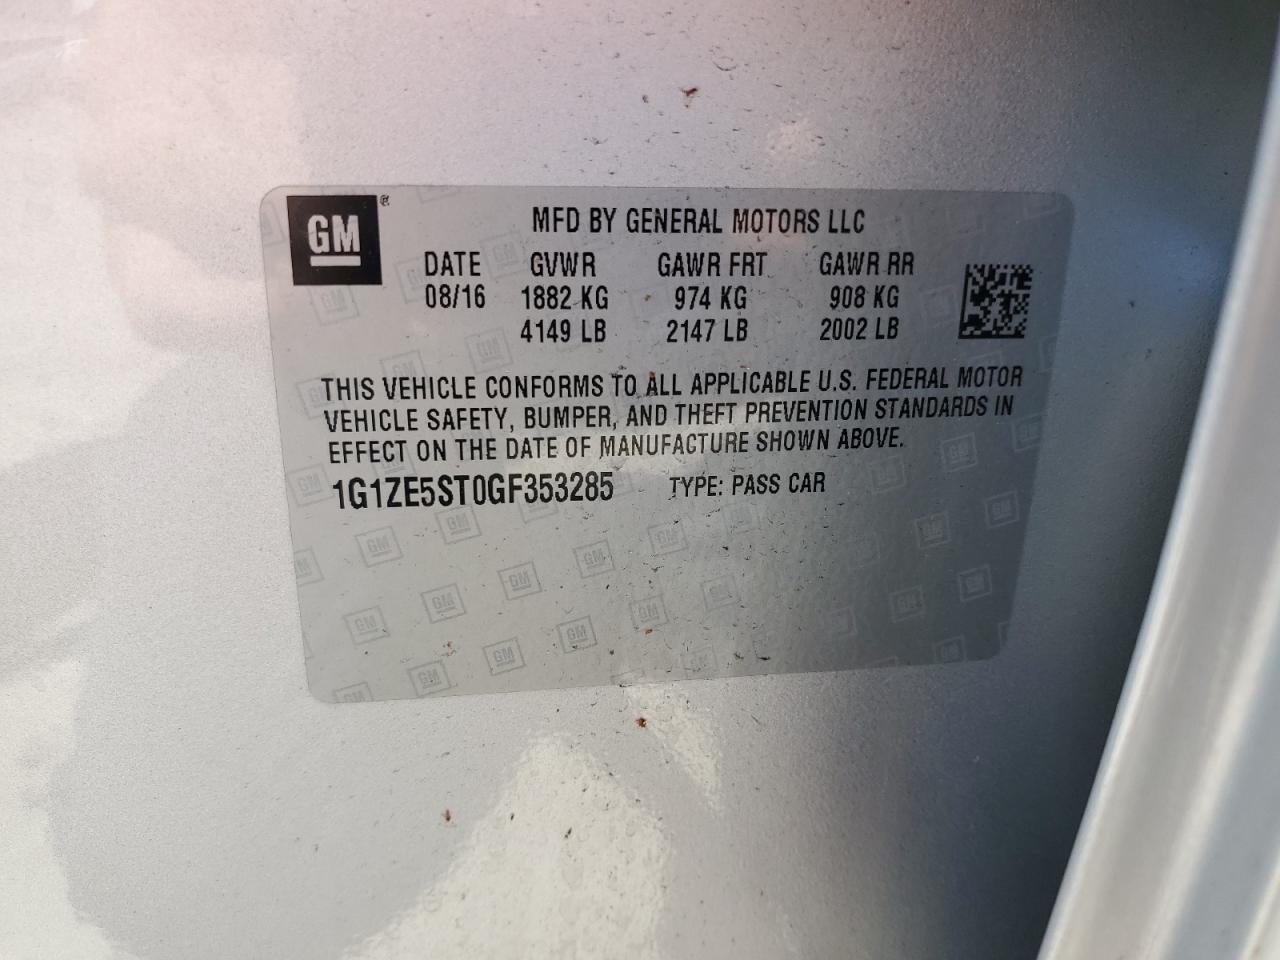 GM®
MFD BY GENERAL MOTORS LLC
DATE GVWR GAWR FRT GAWR RR
08/16 1882 KG 974 KG 908 KG
4149 LB 2147 LB 2002 LB
THIS VEHICLE CONFORMS TO ALL APPLICABLE U.S. FEDERAL MOTOR
VEHICLE SAFETY, BUMPER, AND THEFT PREVENTION STANDARDS IN
EFFECT ON THE DATE OF MANUFACTURE SHOWN ABOVE.
1G1ZE5ST0GF353285 TYPE: PASS CAR